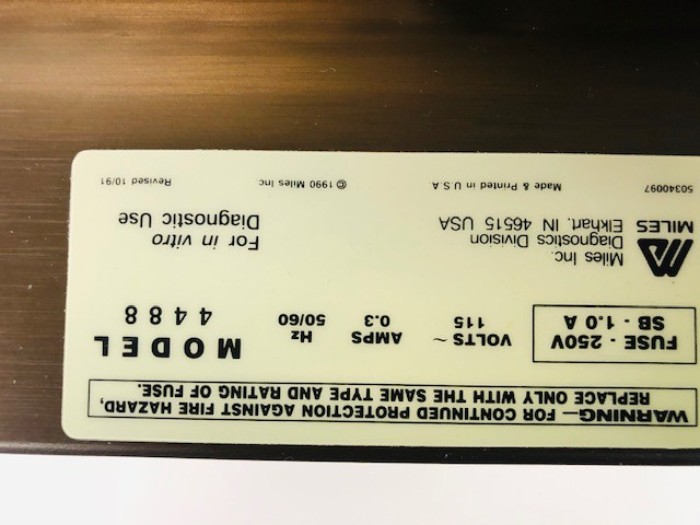 WARNING—FOR CONTINUED PROTECTION AGAINST FIRE HAZARD,
REPLACE ONLY WITH THE SAME TYPE AND RATING OF FUSE.
FUSE - 250V
SB - 1.0 A
VOLTS ~
115
AMPS
0.3
Hz
50/60
MODEL
4488
MILES
Miles Inc.
Diagnostics Division
Elkhart, IN 46515 USA
For in vitro
Diagnostic Use
50340097 Made & Printed in U.S.A © 1990 Miles Inc Revised 10/91